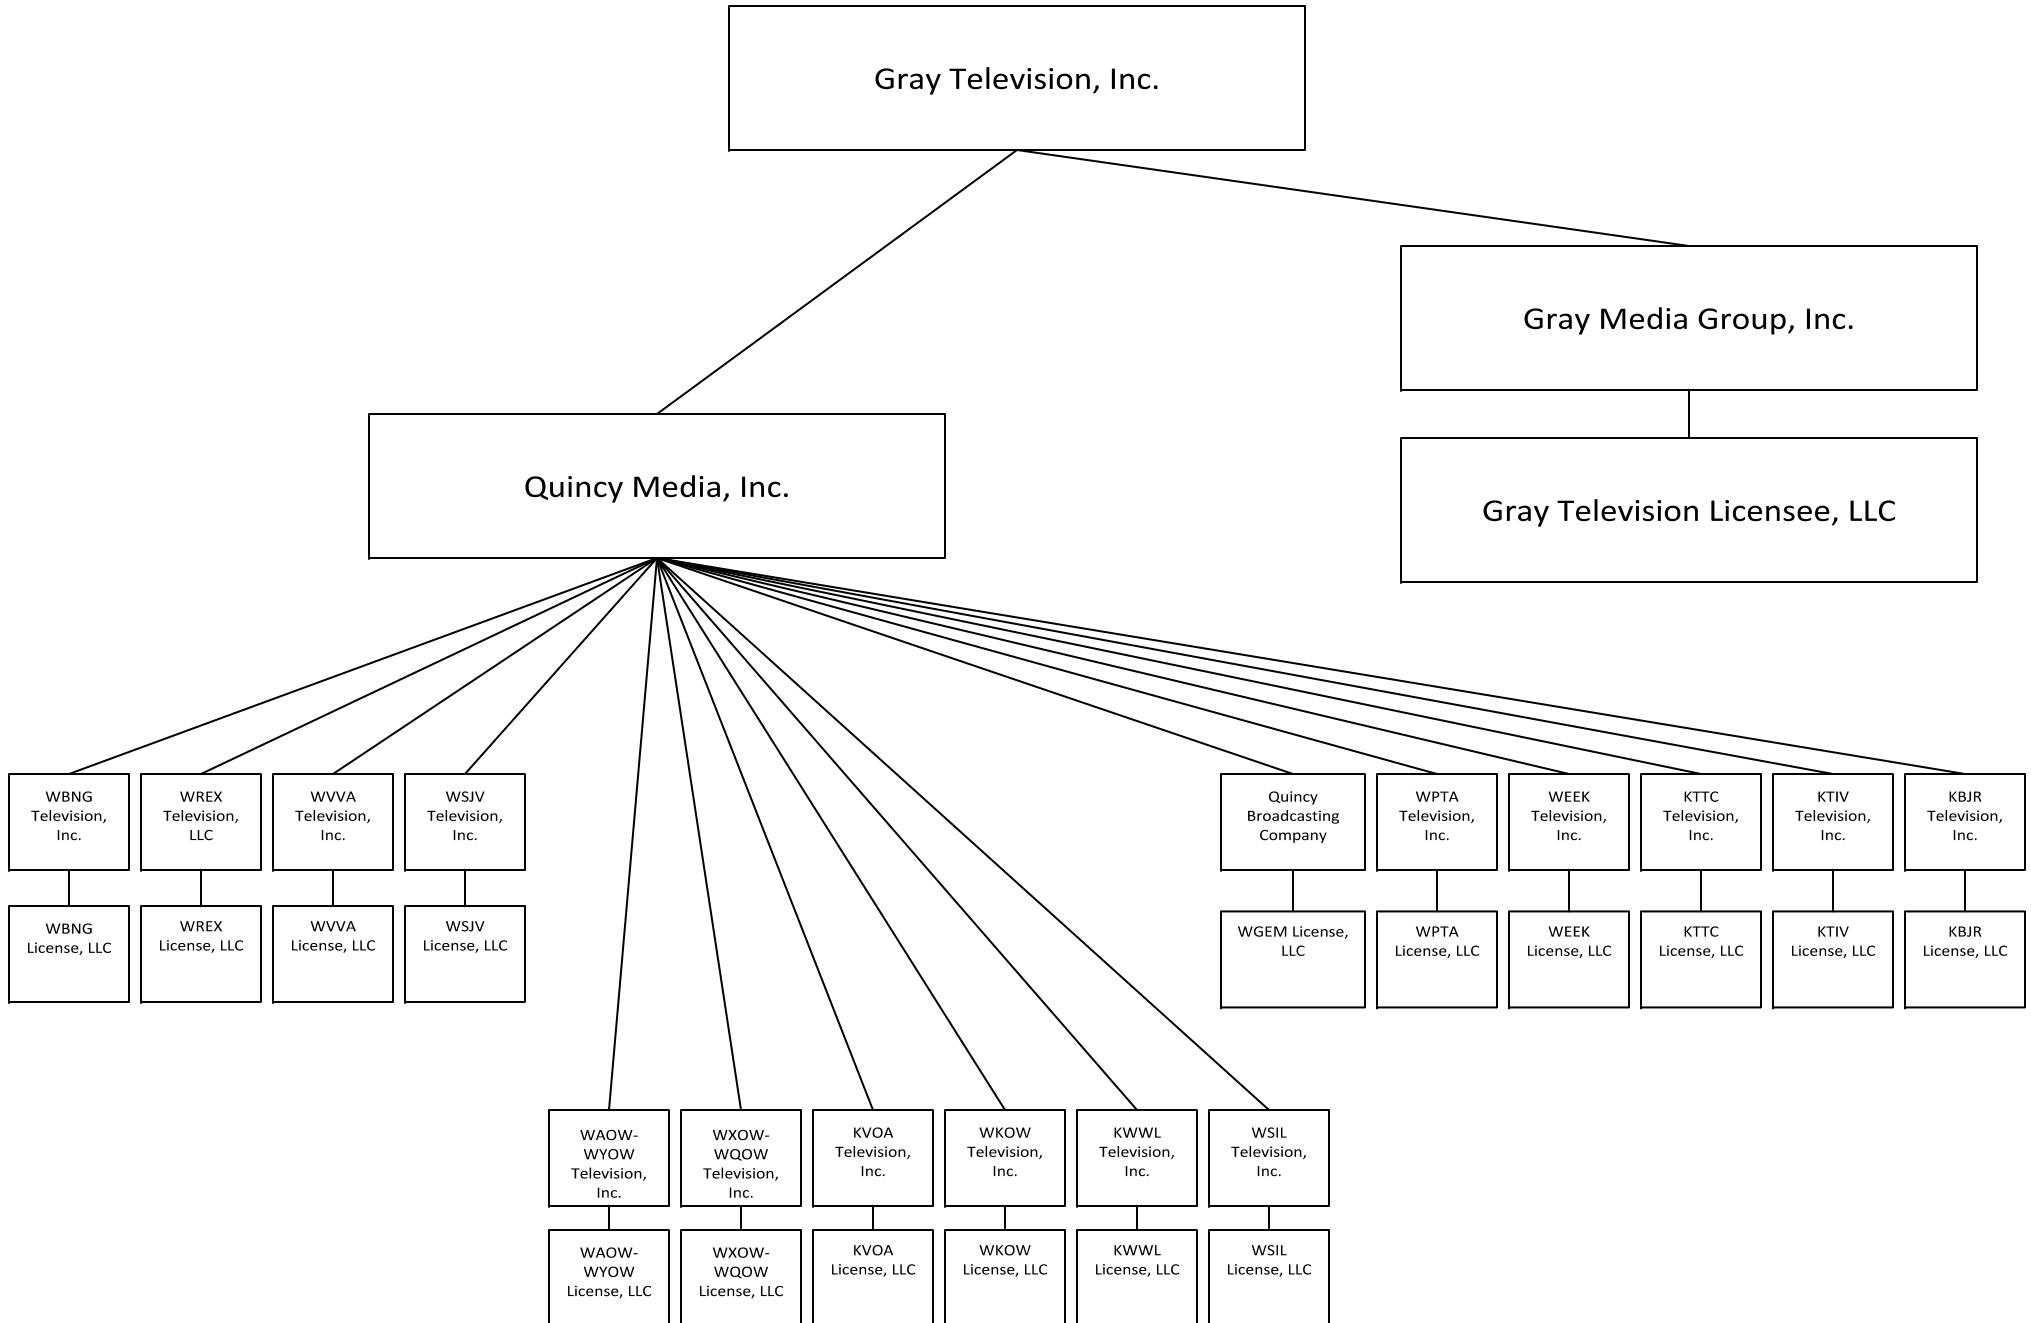 Gray Television, Inc.
Gray Media Group, Inc.
Quincy Media, Inc.
Gray Television Licensee, LLC
WBNG
Television,
Inc.
WREX
Television,
LLC
WVVA
Television,
Inc.
WSJV
Television,
Inc.
Quincy
Broadcasting
Company
WPTA
Television,
Inc.
WEEK
Television,
Inc.
KTTC
Television,
Inc.
KTIV
Television,
Inc.
KBJR
Television,
Inc.
WBNG
License, LLC
WREX
License, LLC
WVVA
License, LLC
WSJV
License, LLC
WGEM License,
LLC
WPTA
License, LLC
WEEK
License, LLC
KTTC
License, LLC
KTIV
License, LLC
KBJR
License, LLC
WAOW-
WYOW
Television,
Inc.
WXOW-
WQOW
Television,
Inc.
KVOA
Television,
Inc.
WKOW
Television,
Inc.
KWWL
Television,
Inc.
WSIL
Television,
Inc.
WAOW-
WYOW
License, LLC
WXOW-
WQOW
License, LLC
KVOA
License, LLC
WKOW
License, LLC
KWWL
License, LLC
WSIL
License, LLC